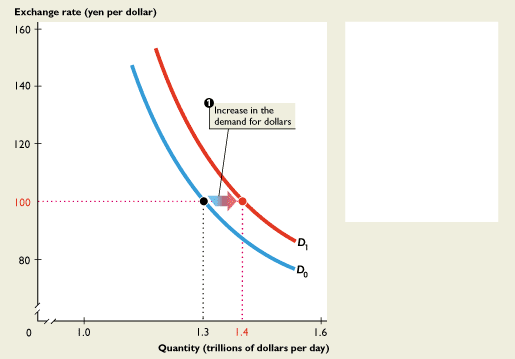 Exchange rate (yen per dollar)
160
140
120
100
80
0
1 Increase in the
demand for dollars
D1
D0
1.0
1.3
1.4
1.6
Quantity (trillions of dollars per day)